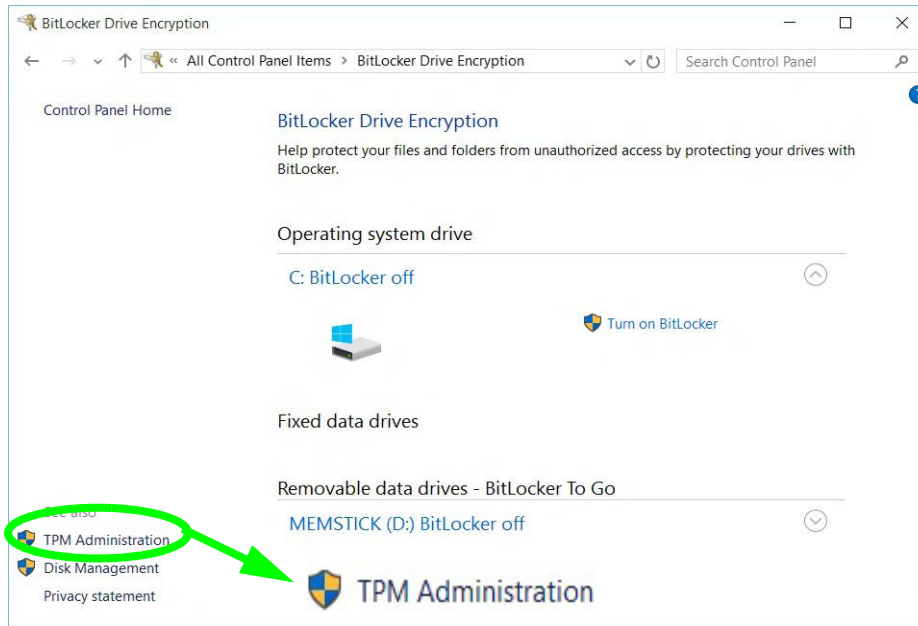 BitLocker Drive Encryption
« All Control Panel Items > BitLocker Drive Encryption
Search Control Panel
Control Panel Home
BitLocker Drive Encryption
Help protect your files and folders from unauthorized access by protecting your drives with
BitLocker.
Operating system drive
C: BitLocker off
Turn on BitLocker
Fixed data drives
Removable data drives - BitLocker To Go
MEMSTICK (D:) BitLocker off
See also
TPM Administration
Disk Management
Privacy statement
TPM Administration